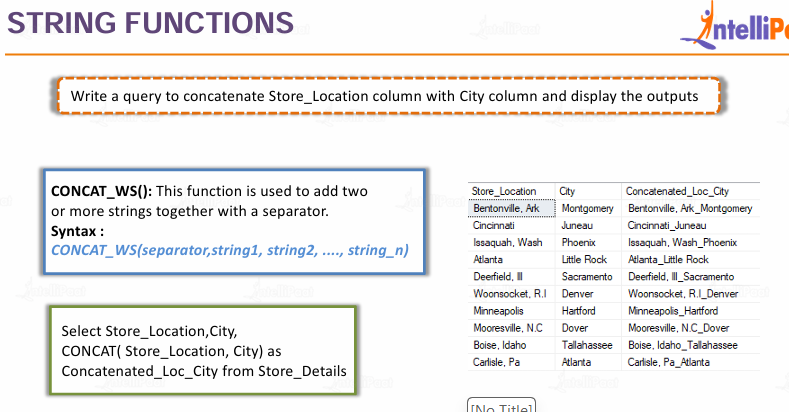 STRING FUNCTIONS
IntelliPa
Write a query to concatenate Store_Location column with City column and display the outputs
CONCAT_WS(): This function is used to add two
or more strings together with a separator.
Syntax :
CONCAT_WS(separator,string1, string2, ...., string_n)
Select Store_Location,City,
CONCAT( Store_Location, City) as
Concatenated_Loc_City from Store_Details
Store_Location City Concatenated_Loc_City
Bentonville, Ark Montgomery Bentonville, Ark_Montgomery
Cincinnati Juneau Cincinnati_Juneau
Issaquah, Wash Phoenix Issaquah, Wash_Phoenix
Atlanta Little Rock Atlanta_Little Rock
Deerfield, Ill Sacramento Deerfield, Ill_Sacramento
Woonsocket, R.I Denver Woonsocket, R.I_Denver
Minneapolis Hartford Minneapolis_Hartford
Mooresville, N.C Dover Mooresville, N.C_Dover
Boise, Idaho Tallahassee Boise, Idaho_Tallahassee
Carlisle, Pa Atlanta Carlisle, Pa_Atlanta
[No Title]